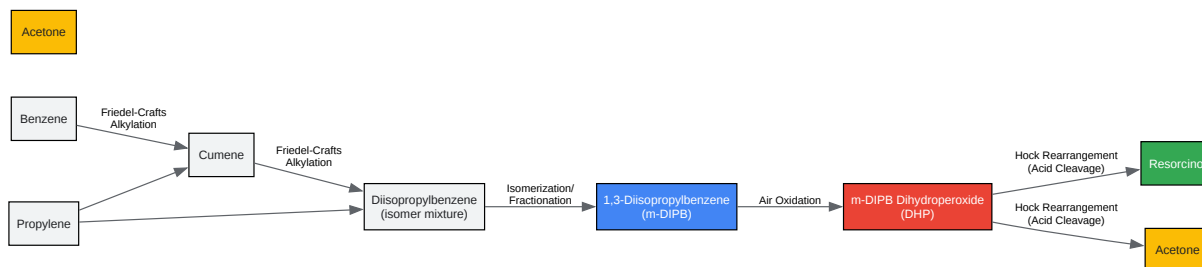 Acetone
Benzene
Friedel-Crafts
Alkylation
Cumene
Propylene
Friedel-Crafts
Alkylation
Diisopropylbenzene
(isomer mixture)
Isomerization/
Fractionation
1,3-Diisopropylbenzene
(m-DIPB)
Air Oxidation
m-DIPB Dihydroperoxide
(DHP)
Hock Rearrangement
(Acid Cleavage)
Resorcino
Hock Rearrangement
(Acid Cleavage)
Acetone